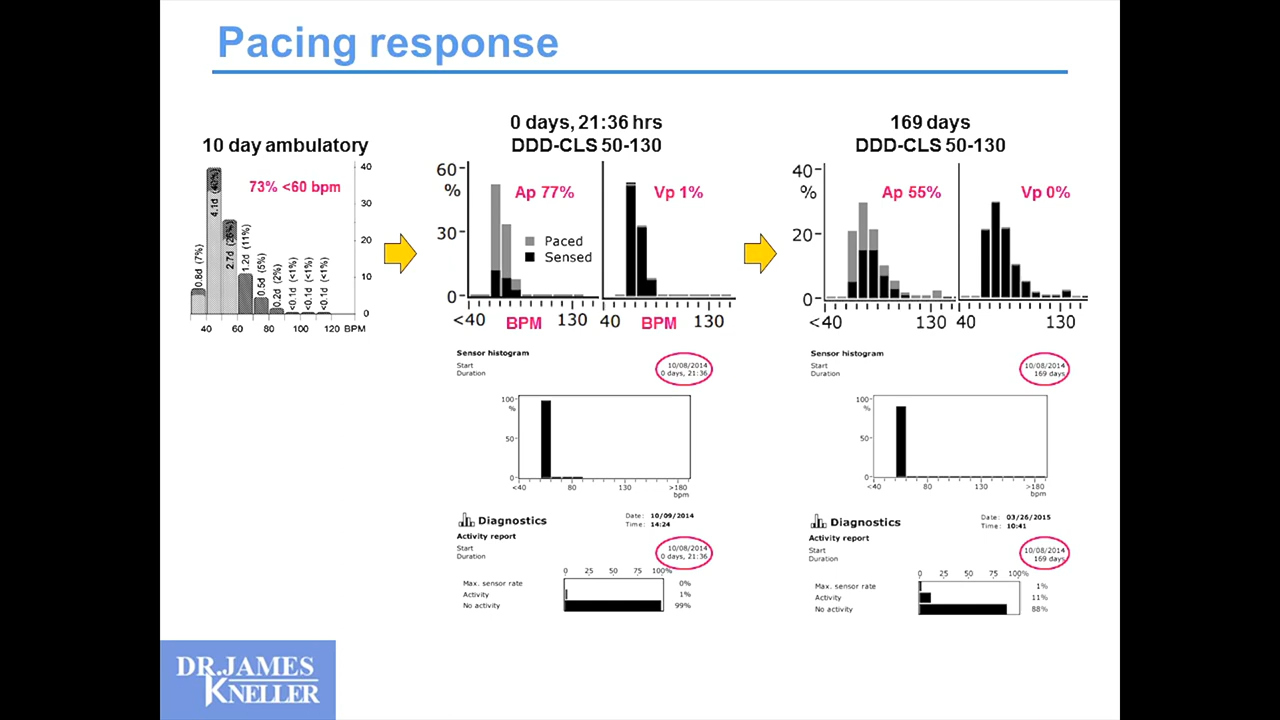 Pacing response
10 day ambulatory
73% <60 bpm
0.8d (7%)
4.1d (40%)
2.7d (26%)
1.2d (11%)
0.5d (5%)
0.2d (2%)
<0.1d (<1%)
<0.1d (<1%)
<0.1d (<1%)
40
30
20
10
0
40 60 80 100 120 BPM
0 days, 21:36 hrs
DDD-CLS 50-130
60
%
30
0
Ap 77%
Vp 1%
Paced
Sensed
<40 BPM 130 40 BPM 130
169 days
DDD-CLS 50-130
40
%
20
0
Ap 55%
Vp 0%
<40 130 40 130
Sensor histogram
Start 10/08/2014
Duration 0 days, 21:36
100
%
50
0
<40 80 130 >180
bpm
Diagnostics
Date: 10/09/2014
Time: 14:24
Activity report
Start 10/08/2014
Duration 0 days, 21:36
0 25 50 75 100%
Max. sensor rate 0%
Activity 1%
No activity 99%
Sensor histogram
Start 10/08/2014
Duration 169 days
100
%
50
0
<40 80 130 >180
bpm
Diagnostics
Date: 03/26/2015
Time: 10:41
Activity report
Start 10/08/2014
Duration 169 days
0 25 50 75 100%
Max. sensor rate 1%
Activity 11%
No activity 88%
DR. JAMES
KNELLER